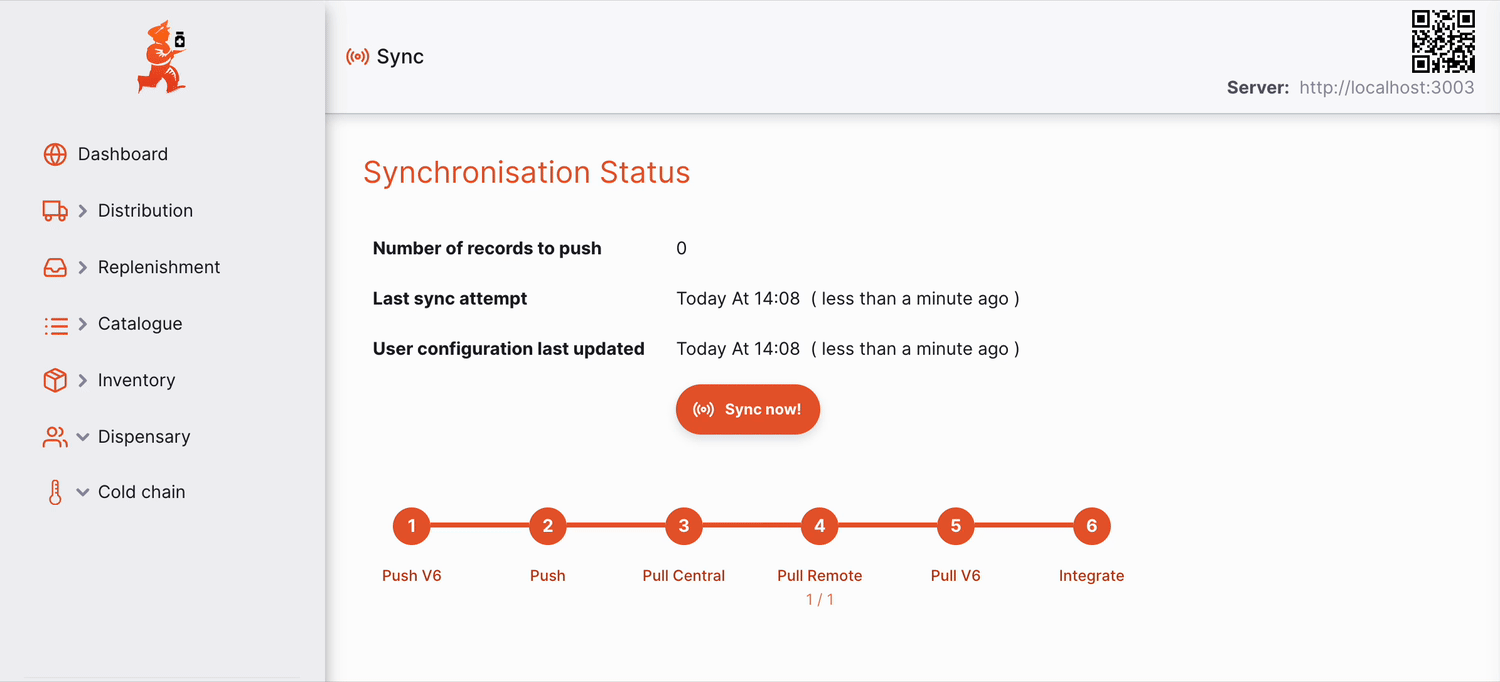 Sync
Server: http://localhost:3003
Dashboard
Distribution
Replenishment
Catalogue
Inventory
Dispensary
Cold chain
Synchronisation Status
Number of records to push 0
Last sync attempt Today At 14:08 ( less than a minute ago )
User configuration last updated Today At 14:08 ( less than a minute ago )
Sync now!
1 2 3 4 5 6
Push V6 Push Pull Central Pull Remote Pull V6 Integrate
1 / 1